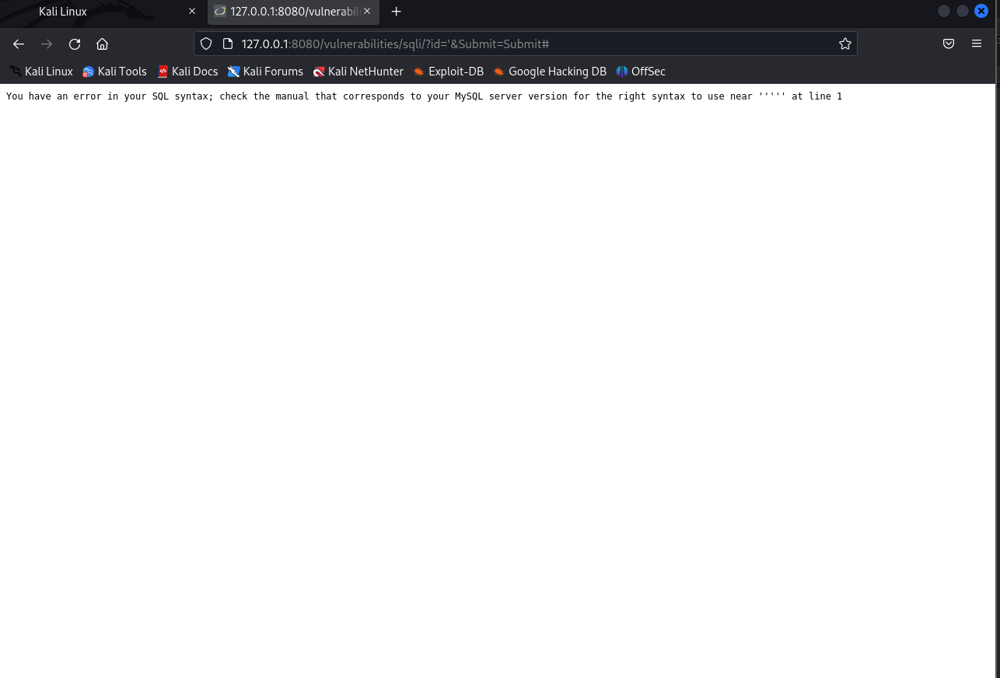 Kali Linux
127.0.0.1:8080/vulnerabili
127.0.0.1:8080/vulnerabilities/sqli/?id='&Submit=Submit#
Kali Linux Kali Tools Kali Docs Kali Forums Kali NetHunter Exploit-DB Google Hacking DB OffSec
You have an error in your SQL syntax; check the manual that corresponds to your MySQL server version for the right syntax to use near ''''' at line 1